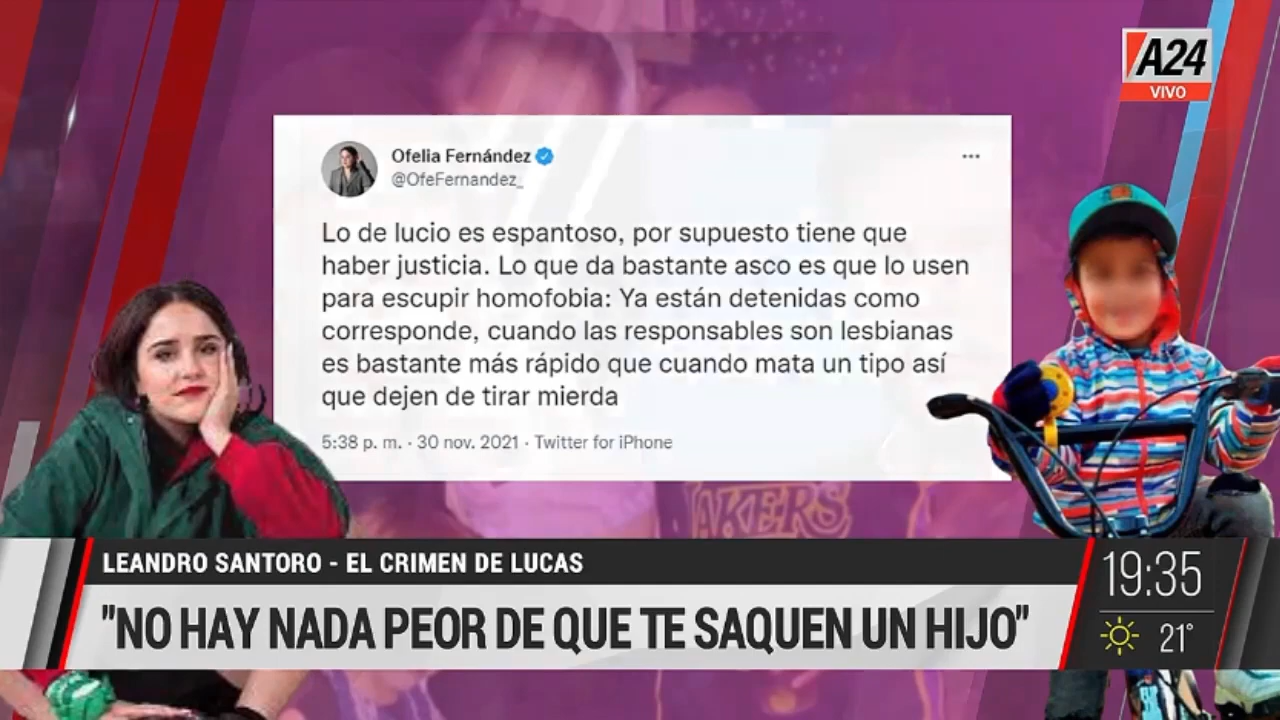 A24
VIVO
Ofelia Fernández
@OfeFernandez_
Lo de lucio es espantoso, por supuesto tiene que
haber justicia. Lo que da bastante asco es que lo usen
para escupir homofobia: Ya están detenidas como
corresponde, cuando las responsables son lesbianas
es bastante más rápido que cuando mata un tipo así
que dejen de tirar mierda
5:38 p. m. · 30 nov. 2021 · Twitter for iPhone
AKERS
LEANDRO SANTORO - EL CRIMEN DE LUCAS
"NO HAY NADA PEOR DE QUE TE SAQUEN UN HIJO"
19:35
21°